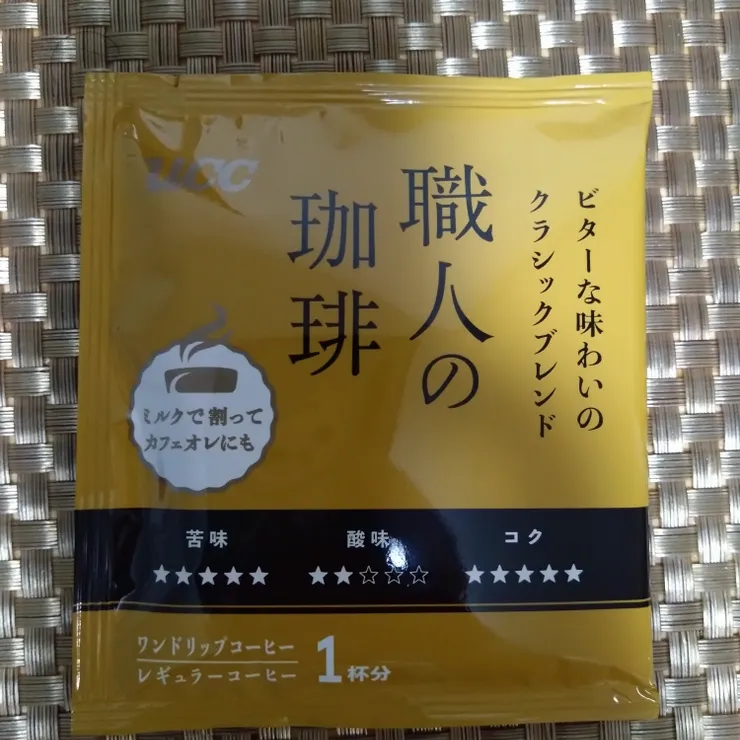 UCC
職人の
珈琲
ビターな味わいの
クラシックブレンド
ミルクで割って
カフェオレにも
苦味 酸味 コク
★★★★★ ★★☆☆☆ ★★★★★
ワンドリップコーヒー
レギュラーコーヒー
1杯分